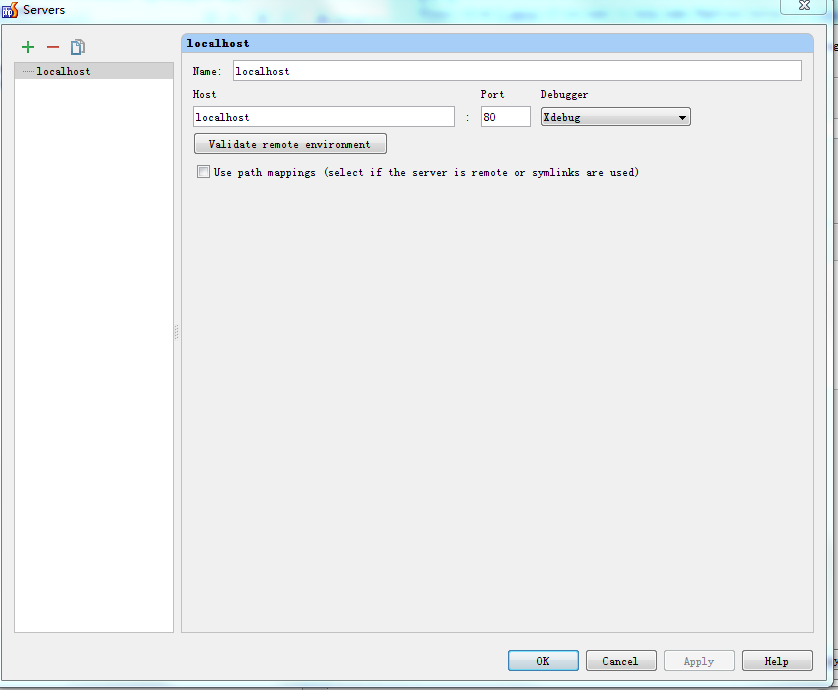 Servers
localhost
localhost
Name: localhost
Host Port Debugger
localhost : 80 Xdebug
Validate remote environment
Use path mappings (select if the server is remote or symlinks are used)
OK Cancel Apply Help